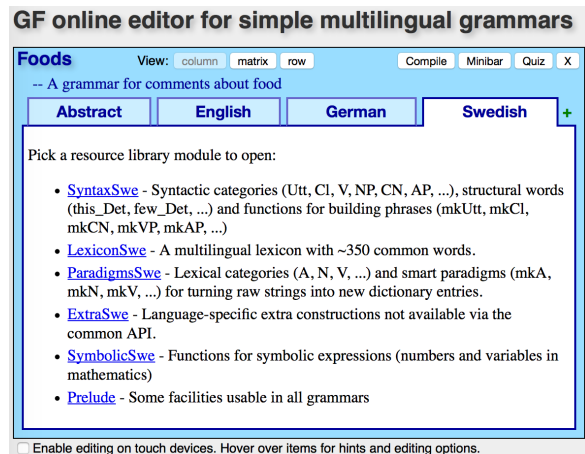 GF online editor for simple multilingual grammars
Foods View: column matrix row Compile Minibar Quiz X
-- A grammar for comments about food
Abstract English German Swedish +
Pick a resource library module to open:
• SyntaxSwe - Syntactic categories (Utt, Cl, V, NP, CN, AP, ...), structural words
(this_Det, few_Det, ...) and functions for building phrases (mkUtt, mkCl,
mkCN, mkVP, mkAP, ...)
• LexiconSwe - A multilingual lexicon with ~350 common words.
• ParadigmsSwe - Lexical categories (A, N, V, ...) and smart paradigms (mkA,
mkN, mkV, ...) for turning raw strings into new dictionary entries.
• ExtraSwe - Language-specific extra constructions not available via the
common API.
• SymbolicSwe - Functions for symbolic expressions (numbers and variables in
mathematics)
• Prelude - Some facilities usable in all grammars
Enable editing on touch devices. Hover over items for hints and editing options.